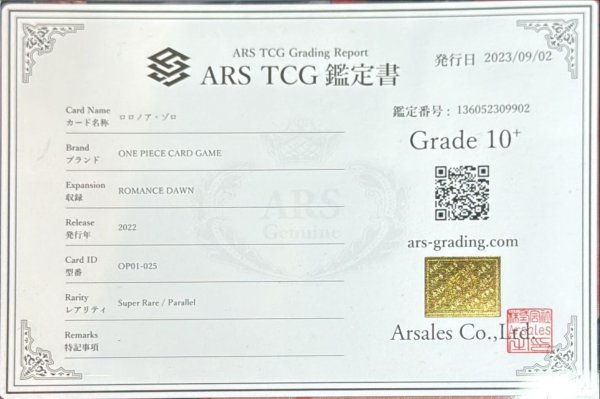 ARS TCG Grading Report
ARS TCG 鑑定書
発行日 2023/09/02
Card Name
カード名称
ロロノア・ゾロ
鑑定番号：136052309902
Grade 10+
Brand
ブランド
ONE PIECE CARD GAME
Expansion
収録
ROMANCE DAWN
ARS
Genuine
Release
発行年
2022
ars-grading.com
Card ID
型番
OP01-025
Rarity
レアリティ
Super Rare / Parallel
Arsales Co.,Ltd.
Arsales
Remarks
特記事項
-